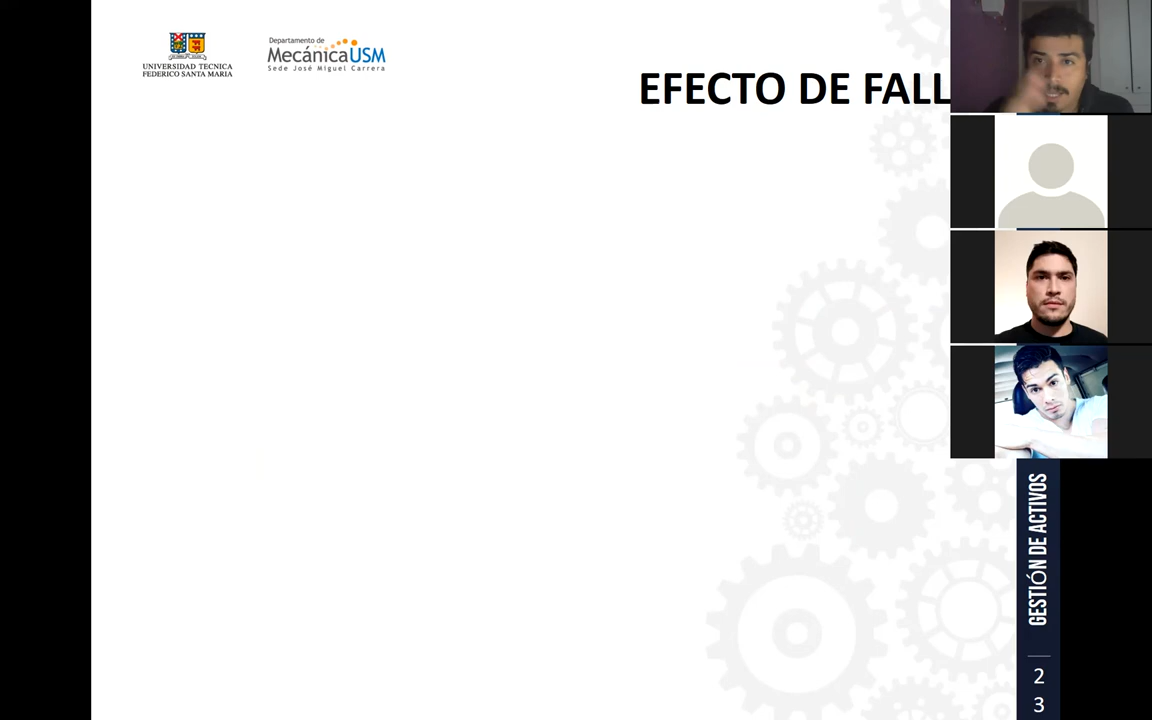 UNIVERSIDAD TECNICA
FEDERICO SANTA MARIA
Departamento de
MecánicaUSM
Sede José Miguel Carrera
EFECTO DE FALL
GESTIÓN DE ACTIVOS
2
3